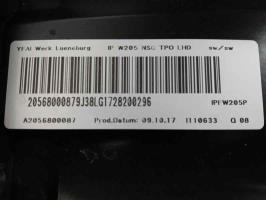 YFAI Werk Lueneburg IP W205 NSG TPO LHD sw/sw
20568000879J38LG1728200296 IPFW205P
A2056800087 Prod.Datum: 09.10.17 1110633 Q 08